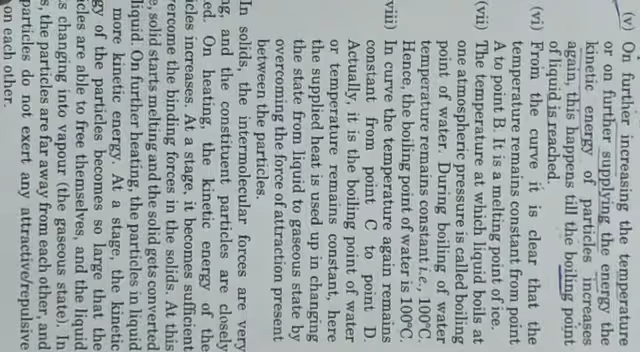 (v) On further increasing the temperature
or on further supplying the energy the
kinetic energy of particles increases
again, this happens till the boiling point
of liquid is reached.
(vi) From the curve it is clear that the
temperature remains constant from point
A to point B. It is a melting point of ice.
(vii) The temperature at which liquid boils at
one atmospheric pressure is called boiling
point of water. During boiling of water
temperature remains constant i.e., 100°C.
Hence, the boiling point of water is 100°C.
viii) In curve the temperature again remains
constant from point C to point D.
Actually, it is the boiling point of water
or temperature remains constant, here
the supplied heat is used up in changing
the state from liquid to gaseous state by
overcoming the force of attraction present
between the particles.
In solids, the intermolecular forces are very
and the constituent particles are closely
On heating, the kinetic energy of the
increases. At a stage, it becomes sufficient
overcome the binding forces in the solids. At this
solid starts melting and the solid gets converted
liquid. On further heating, the particles in liquid
more kinetic energy. At a stage, the kinetic
of the particles becomes so large that the
are able to free themselves, and the liquid
changing into vapour (the gaseous state). In
the particles are far away from each other, and
particles do not exert any attractive/repulsive
on each other.